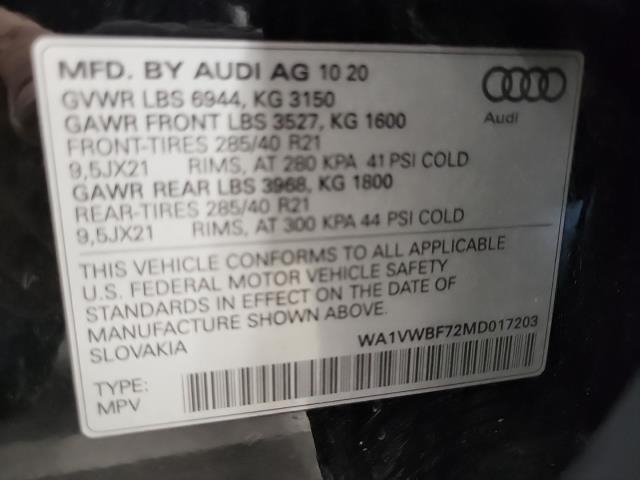 MFD. BY AUDI AG 10 20
GVWR LBS 6944, KG 3150
GAWR FRONT LBS 3527, KG 1600
FRONT-TIRES 285/40 R21
9,5JX21 RIMS, AT 280 KPA 41 PSI COLD
GAWR REAR LBS 3968, KG 1800
REAR-TIRES 285/40 R21
9,5JX21 RIMS, AT 300 KPA 44 PSI COLD
Audi
THIS VEHICLE CONFORMS TO ALL APPLICABLE
U.S. FEDERAL MOTOR VEHICLE SAFETY
STANDARDS IN EFFECT ON THE DATE OF
MANUFACTURE SHOWN ABOVE.
SLOVAKIA WA1VWBF72MD017203
TYPE:
MPV